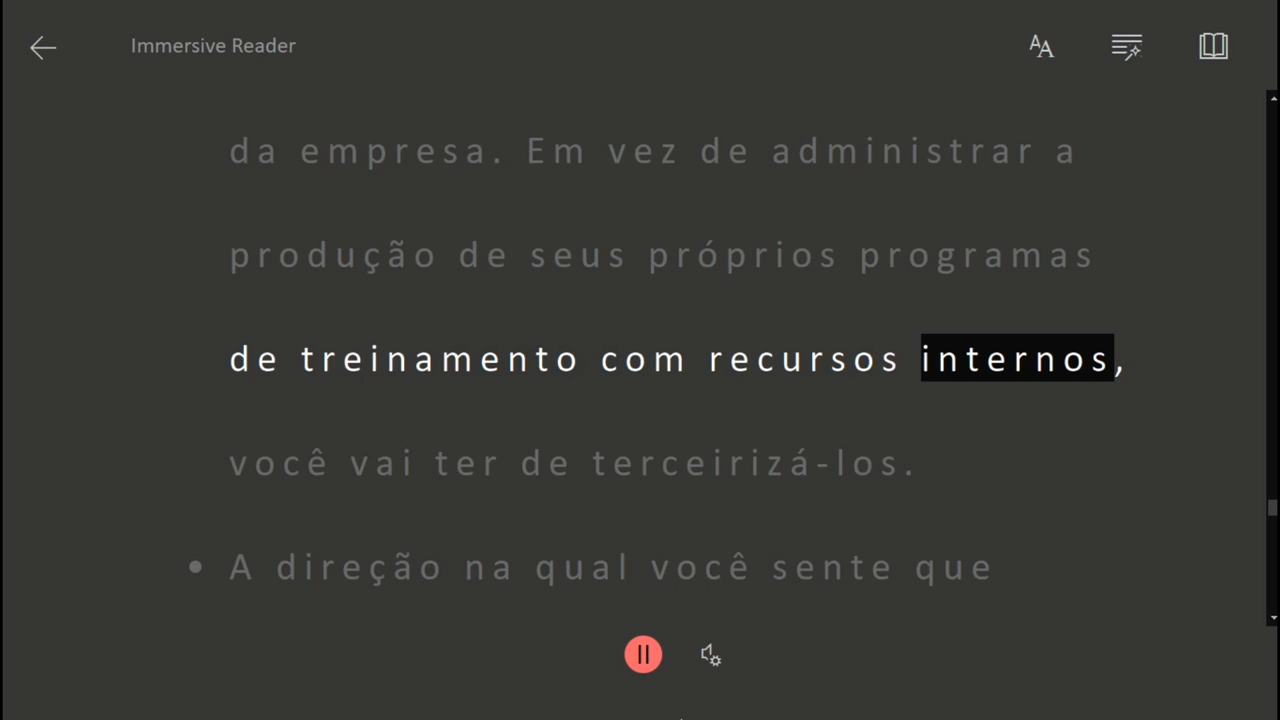 Immersive Reader
da empresa. Em vez de administrar a
produção de seus próprios programas
de treinamento com recursos internos,
você vai ter de terceirizá-los.
• A direção na qual você sente que